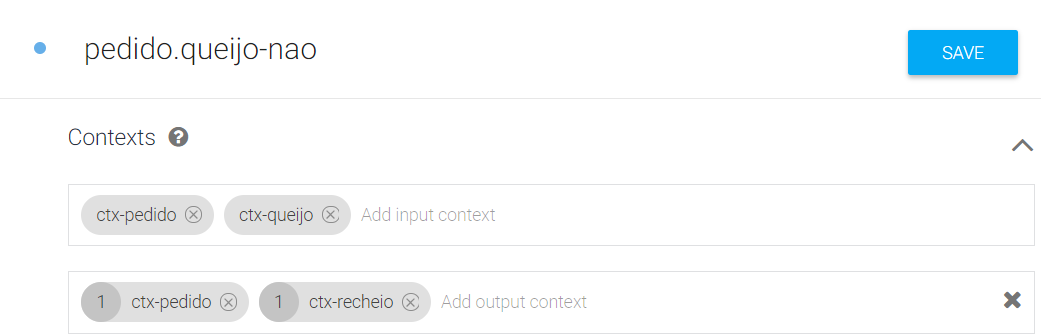 pedido.queijo-nao
SAVE
Contexts ?
ctx-pedido ctx-queijo Add input context
1 ctx-pedido 1 ctx-recheio Add output context